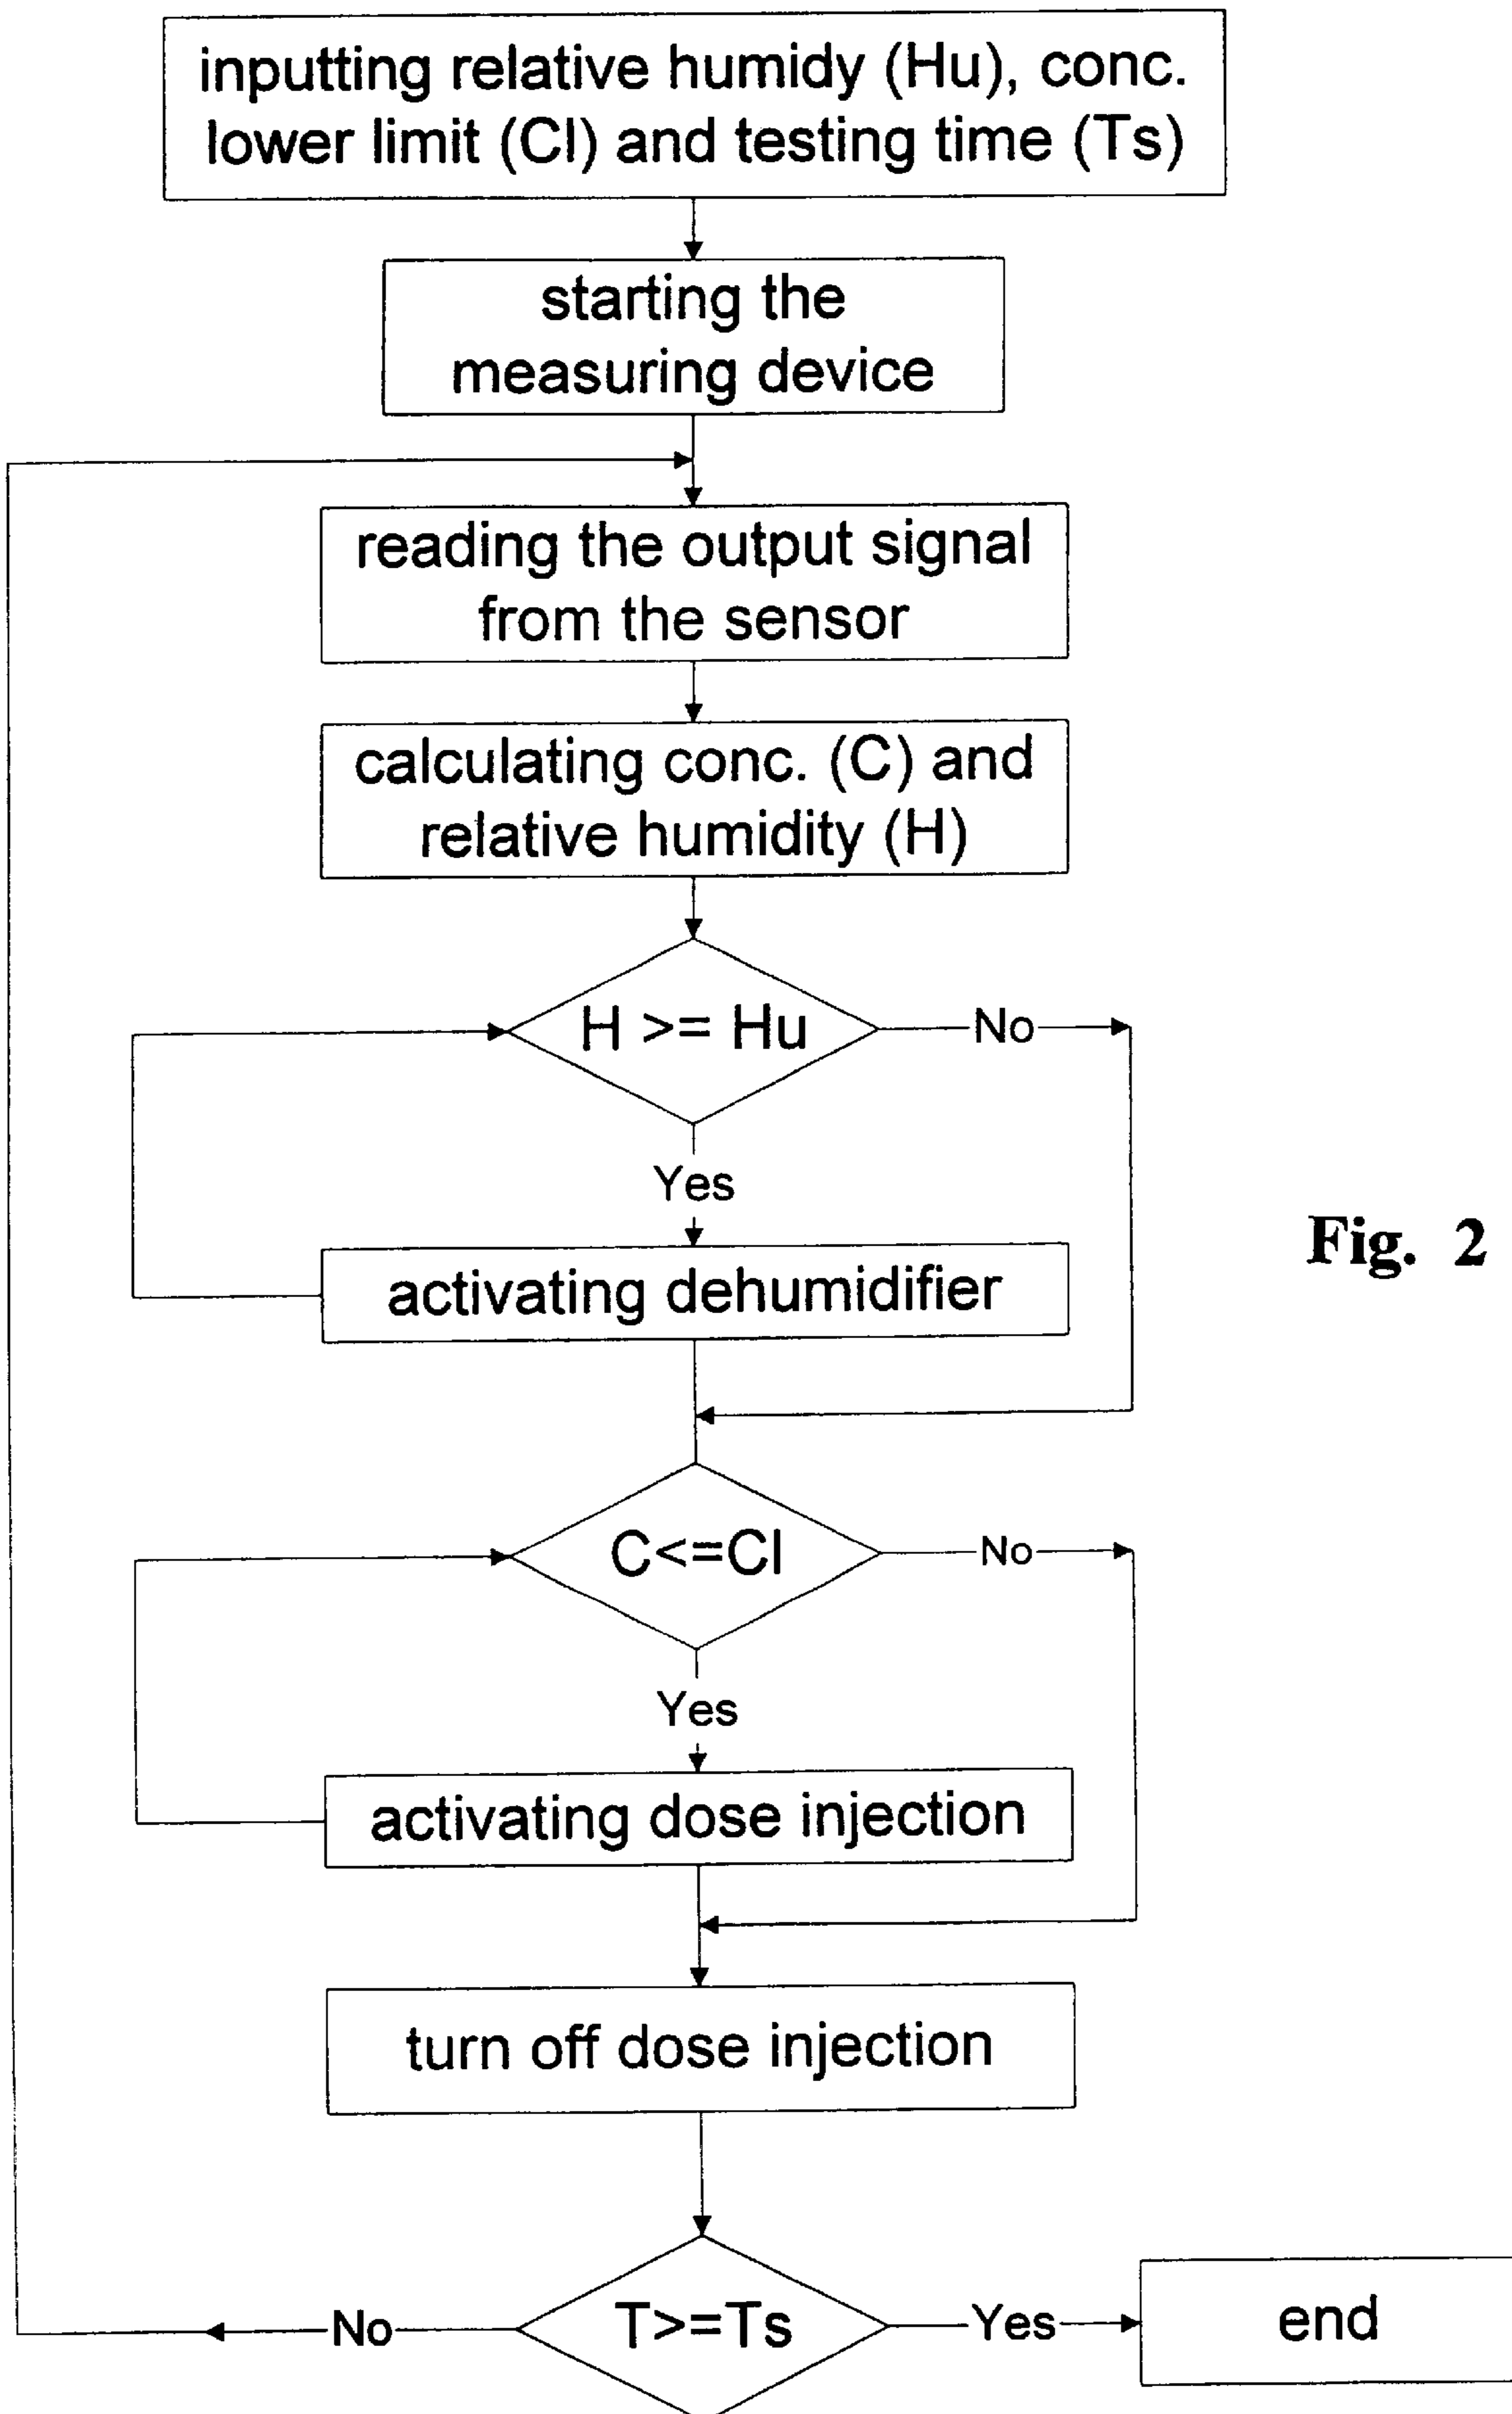 inputting relative humidy (Hu), conc.
lower limit (Cl) and testing time (Ts)
starting the
measuring device
reading the output signal
from the sensor
calculating conc. (C) and
relative humidity (H)
H >= Hu
No
Yes
activating dehumidifier
Fig. 2
C<=Cl
No
Yes
activating dose injection
turn off dose injection
No
T>=Ts
Yes
end